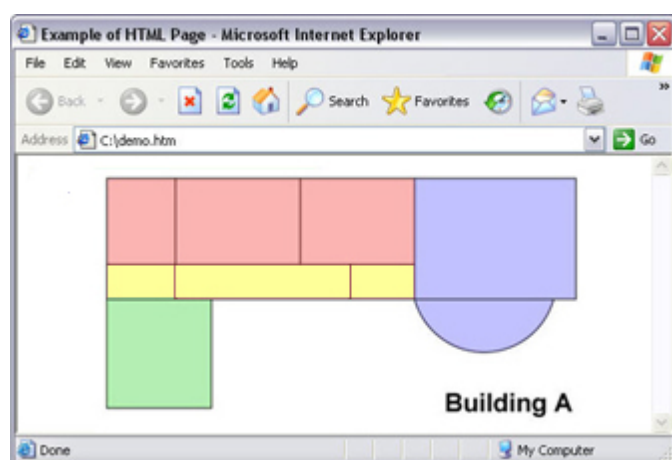 Example of HTML Page - Microsoft Internet Explorer
File Edit View Favorites Tools Help
Back Search Favorites »
Address C:\demo.htm Go
Building A
Done My Computer